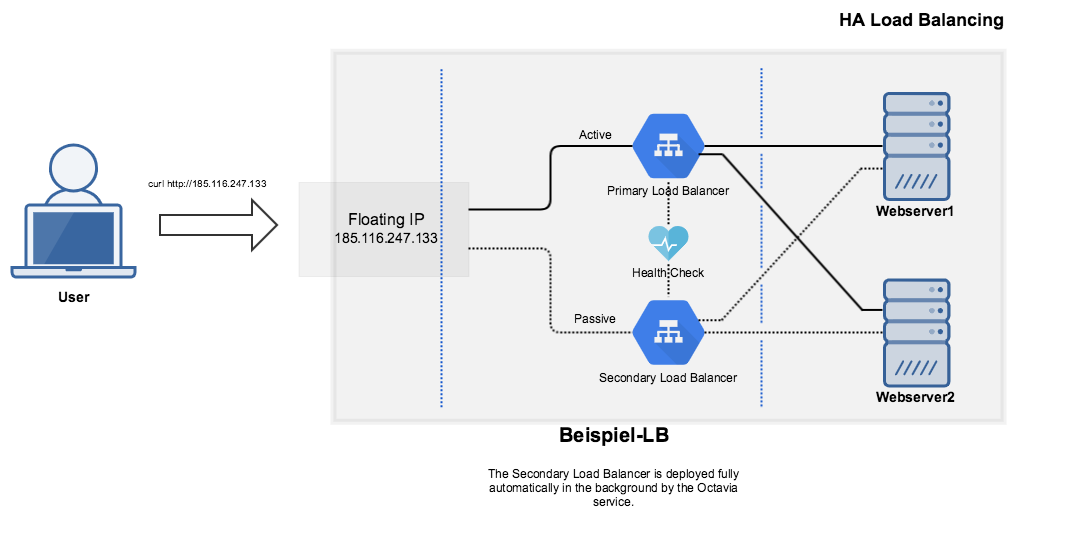 HA Load Balancing
curl http://185.116.247.133
Floating IP
185.116.247.133
User
Active
Primary Load Balancer
Health Check
Passive
Secondary Load Balancer
Webserver1
Webserver2
Beispiel-LB
The Secondary Load Balancer is deployed fully
automatically in the background by the Octavia
service.